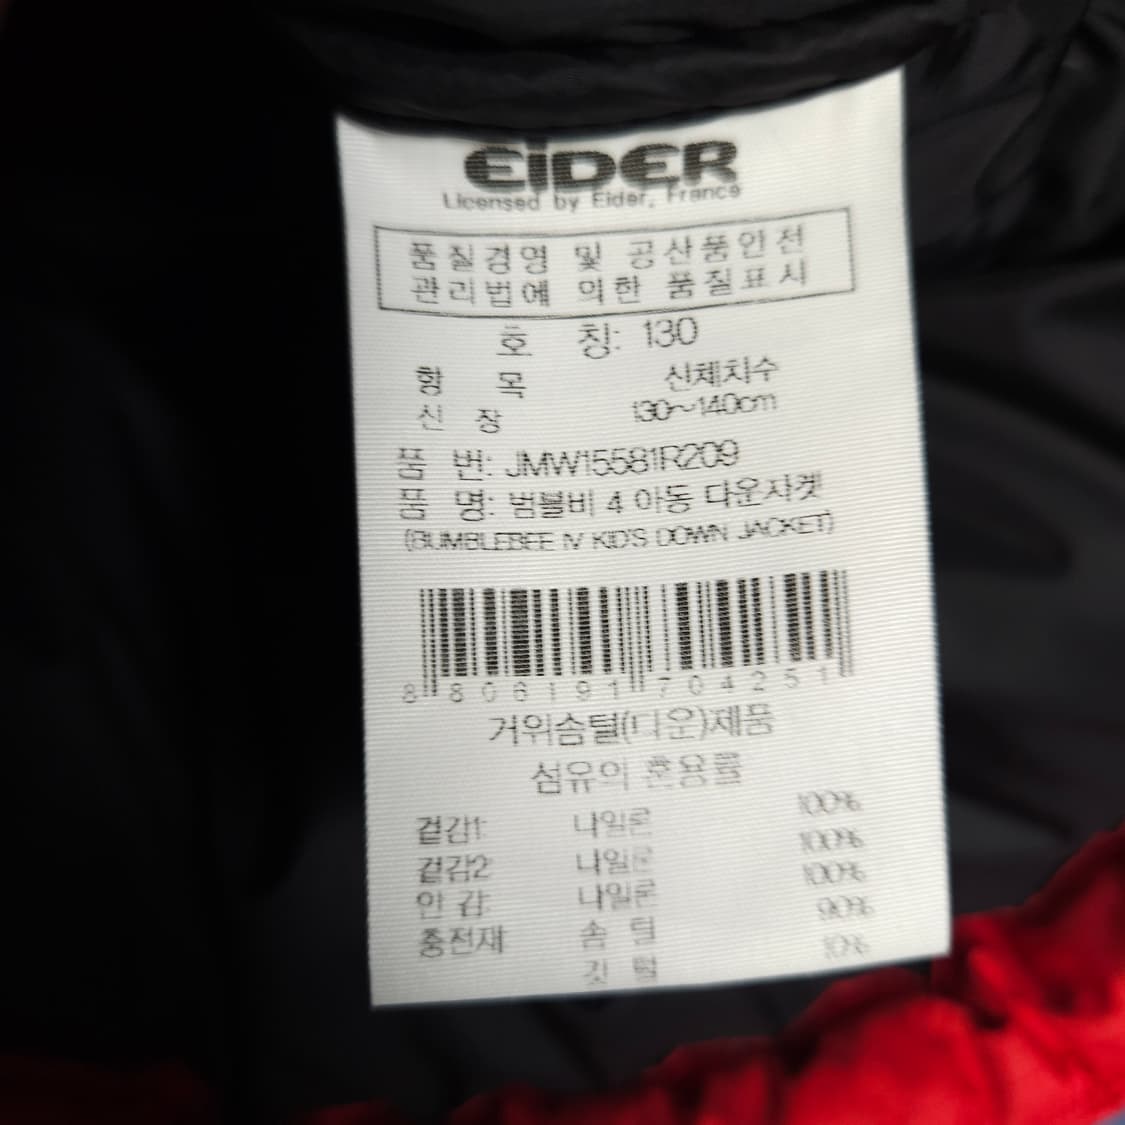 EIDER
Licensed by Eider, France
품질경영 및 공산품안전
관리법에 의한 품질표시
호 칭: 130
항 목 신체치수
신 장 130~140cm
품 번: JMW15581R209
품 명: 범블비 4 아동 다운자켓
(BUMBLEBEE IV KID'S DOWN JACKET)
8 806191 704251
거위솜털(다운)제품
섬유의 혼용률
겉감1: 나일론 100%
겉감2: 나일론 100%
안 감: 나일론 100%
충전재 솜 털 90%
깃 털 10%